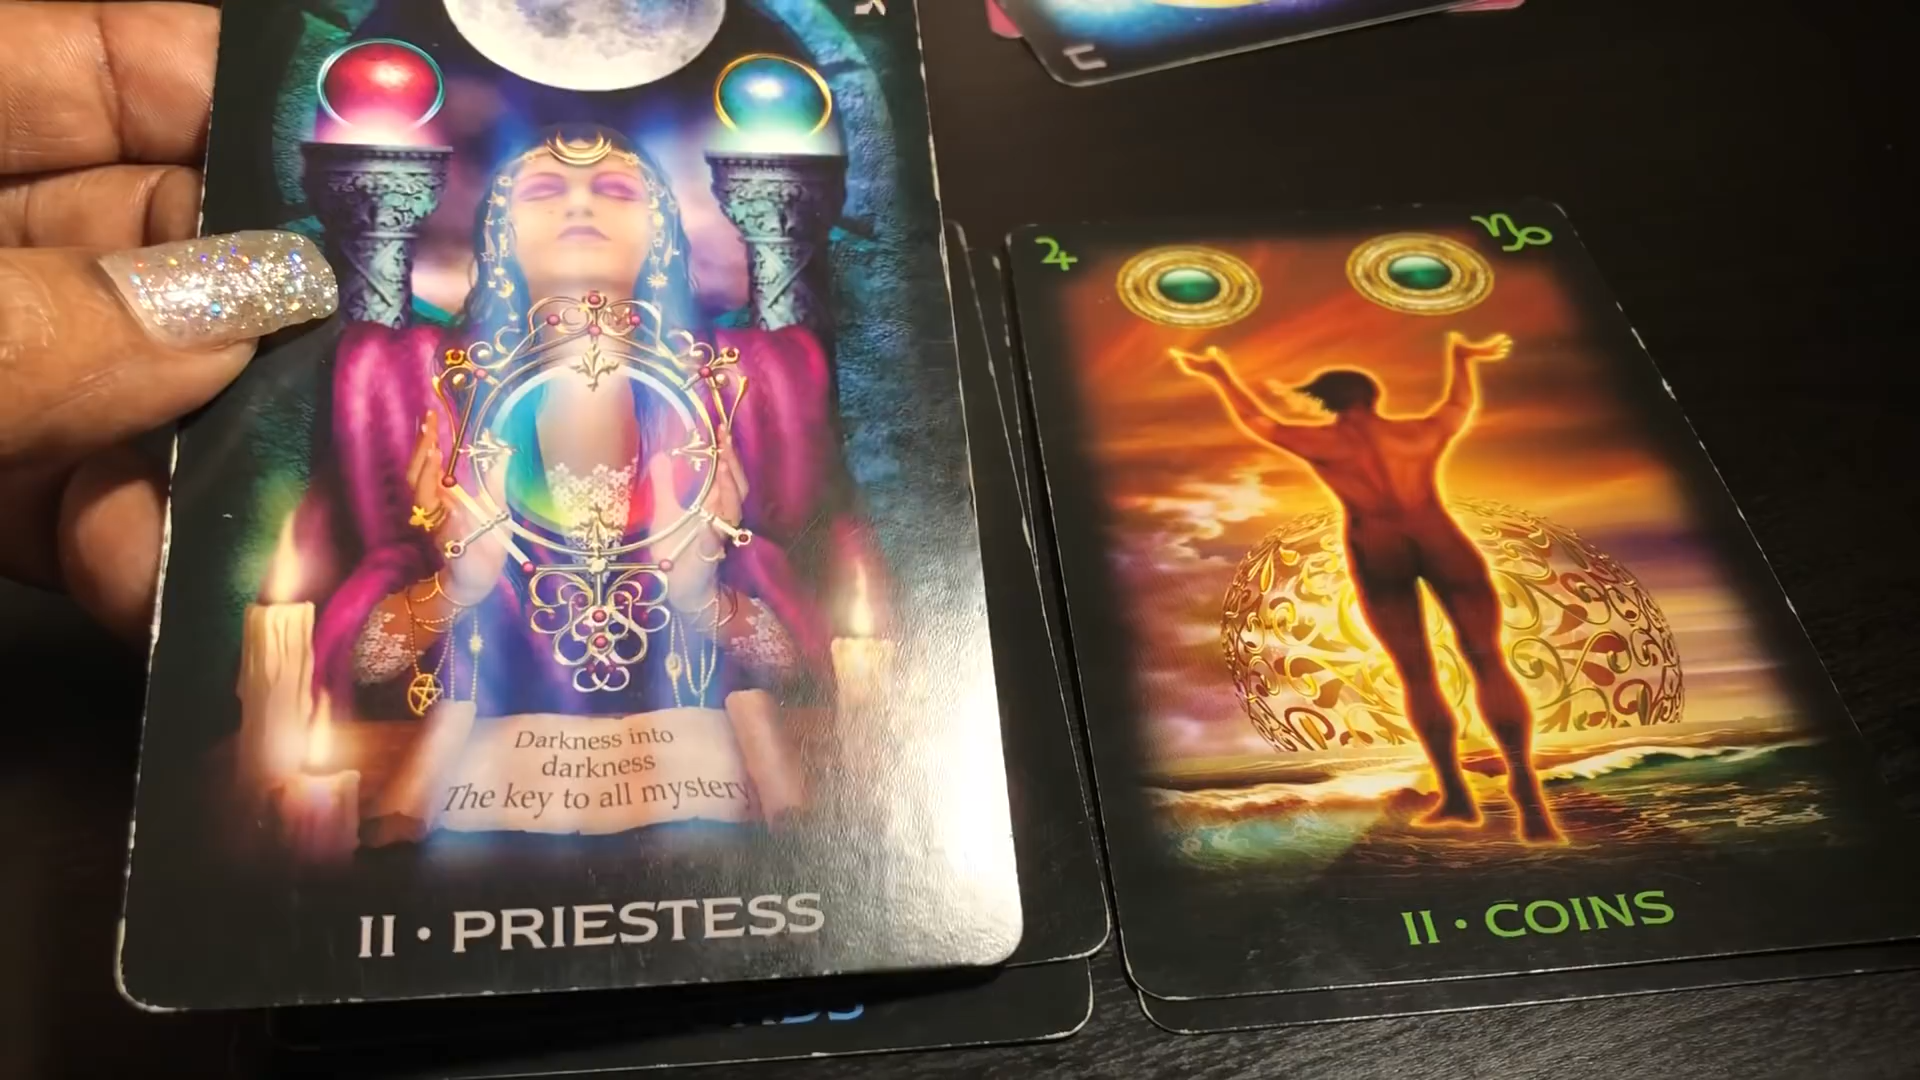 Darkness into
darkness
The key to all mystery
II • PRIESTESS
♃ ♑
II • COINS